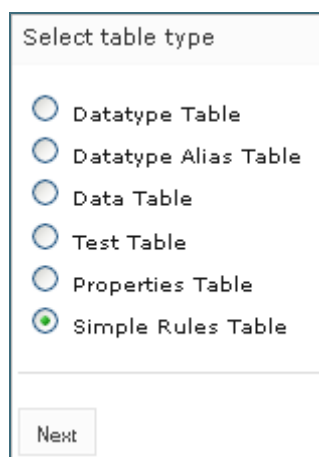 Select table type
Datatype Table
Datatype Alias Table
Data Table
Test Table
Properties Table
Simple Rules Table
Next